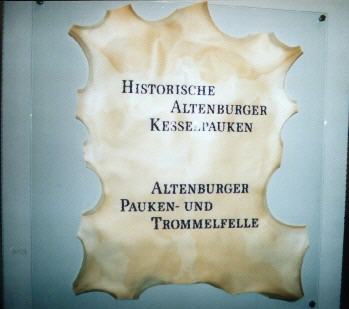 HISTORISCHE
ALTENBURGER
KESSELPAUKEN
ALTENBURGER
PAUKEN- UND
TROMMELFELLE